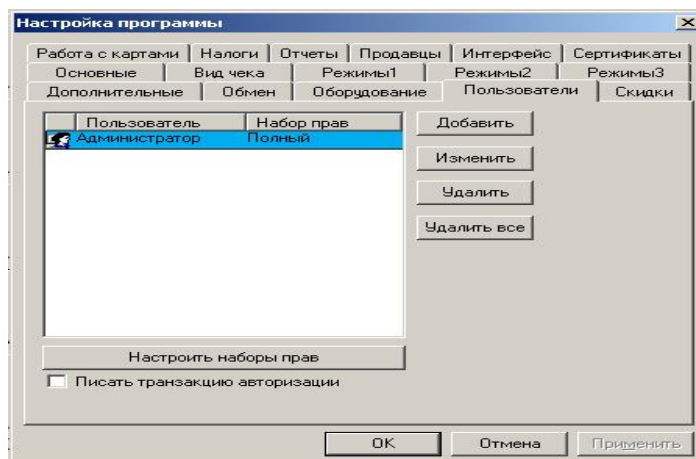 Настройка программы
Работа с картами Налоги Отчеты Продавцы Интерфейс Сертификаты
Основные Вид чека Режимы1 Режимы2 Режимы3
Дополнительные Обмен Оборудование Пользователи Скидки
Пользователь Набор прав Добавить
Администратор Полный
Изменить
Удалить
Удалить все
Настроить наборы прав
Писать транзакцию авторизации
OK Отмена Применить